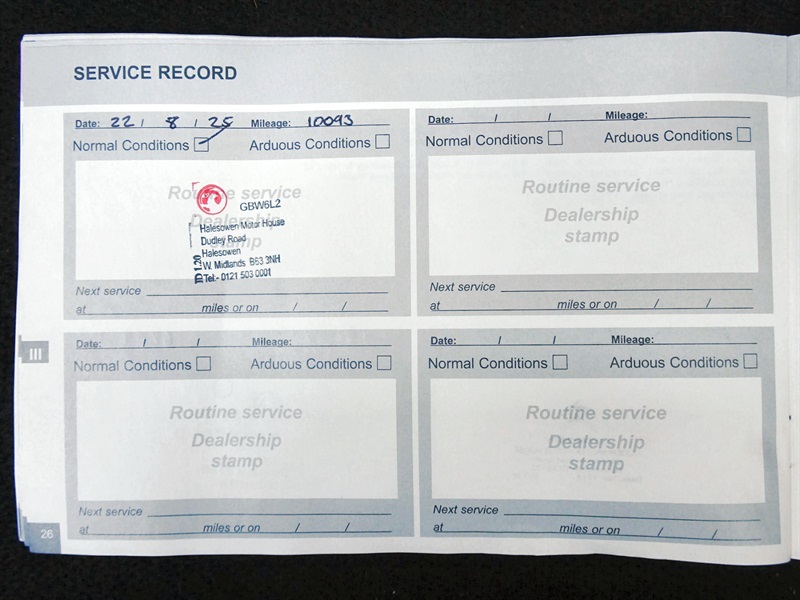 SERVICE RECORD
Date: 22 / 8 / 25 Mileage: 10093
Normal Conditions Arduous Conditions
Routine service
Dealership
stamp
GBW6L2
Halesowen Motor House
Dudley Road
Halesowen
W. Midlands B63 3NH
Tel:- 0121 503 0001
ID 1.20
Next service
at miles or on / /
Date: / / Mileage:
Normal Conditions Arduous Conditions
Routine service
Dealership
stamp
Next service
at miles or on / /
III
Date: / / Mileage:
Normal Conditions Arduous Conditions
Routine service
Dealership
stamp
Next service
at miles or on / /
Date: / / Mileage:
Normal Conditions Arduous Conditions
Routine service
Dealership
stamp
Next service
at miles or on / /
26